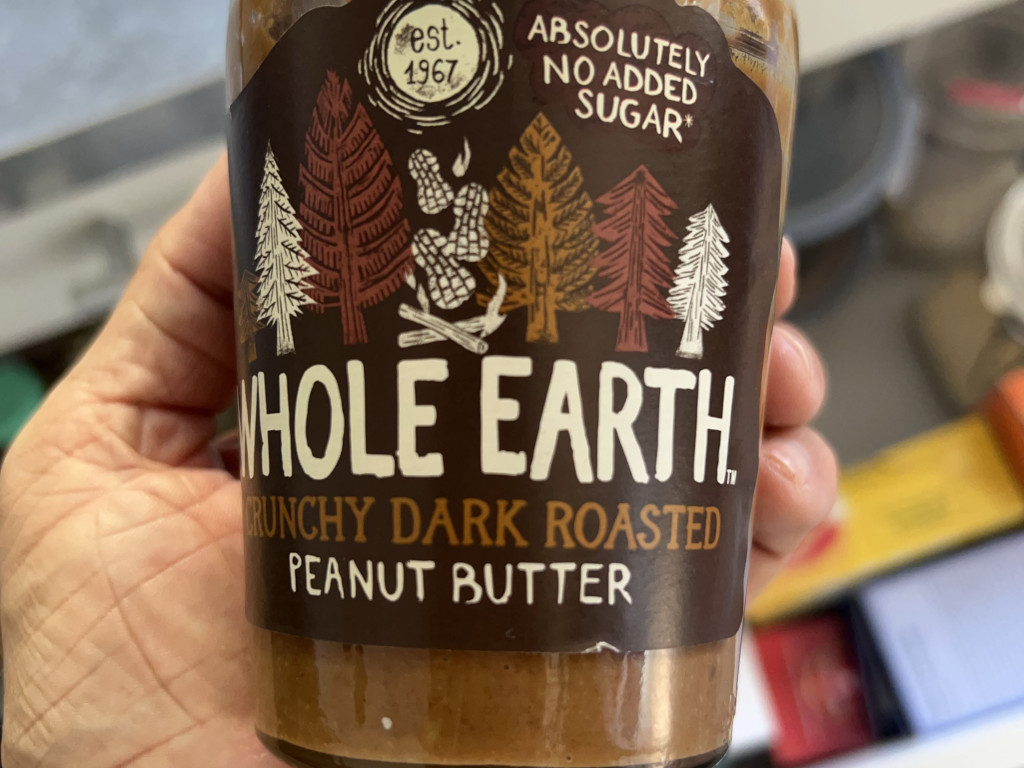 est.
1967
ABSOLUTELY
NO ADDED
SUGAR*
WHOLE EARTH™
CRUNCHY DARK ROASTED
PEANUT BUTTER